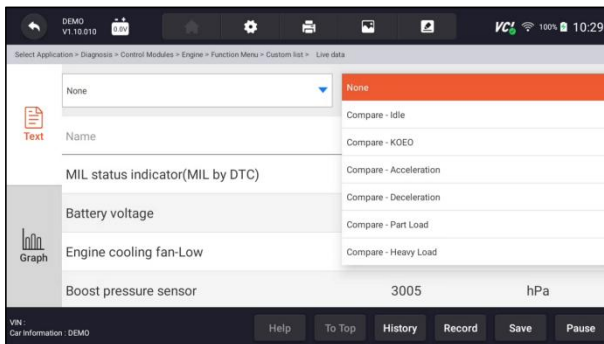 DEMO
V1.10.010
0.0V
VCI
100%
10:29
Select Application > Diagnosis > Control Modules > Engine > Function Menu > Custom list > Live data
None
None
Compare - Idle
Compare - KOEO
Compare - Acceleration
Compare - Deceleration
Compare - Part Load
Compare - Heavy Load
Text
Graph
Name
MIL status indicator(MIL by DTC)
Battery voltage
Engine cooling fan-Low
Boost pressure sensor 3005 hPa
VIN :
Car Information : DEMO
Help To Top History Record Save Pause